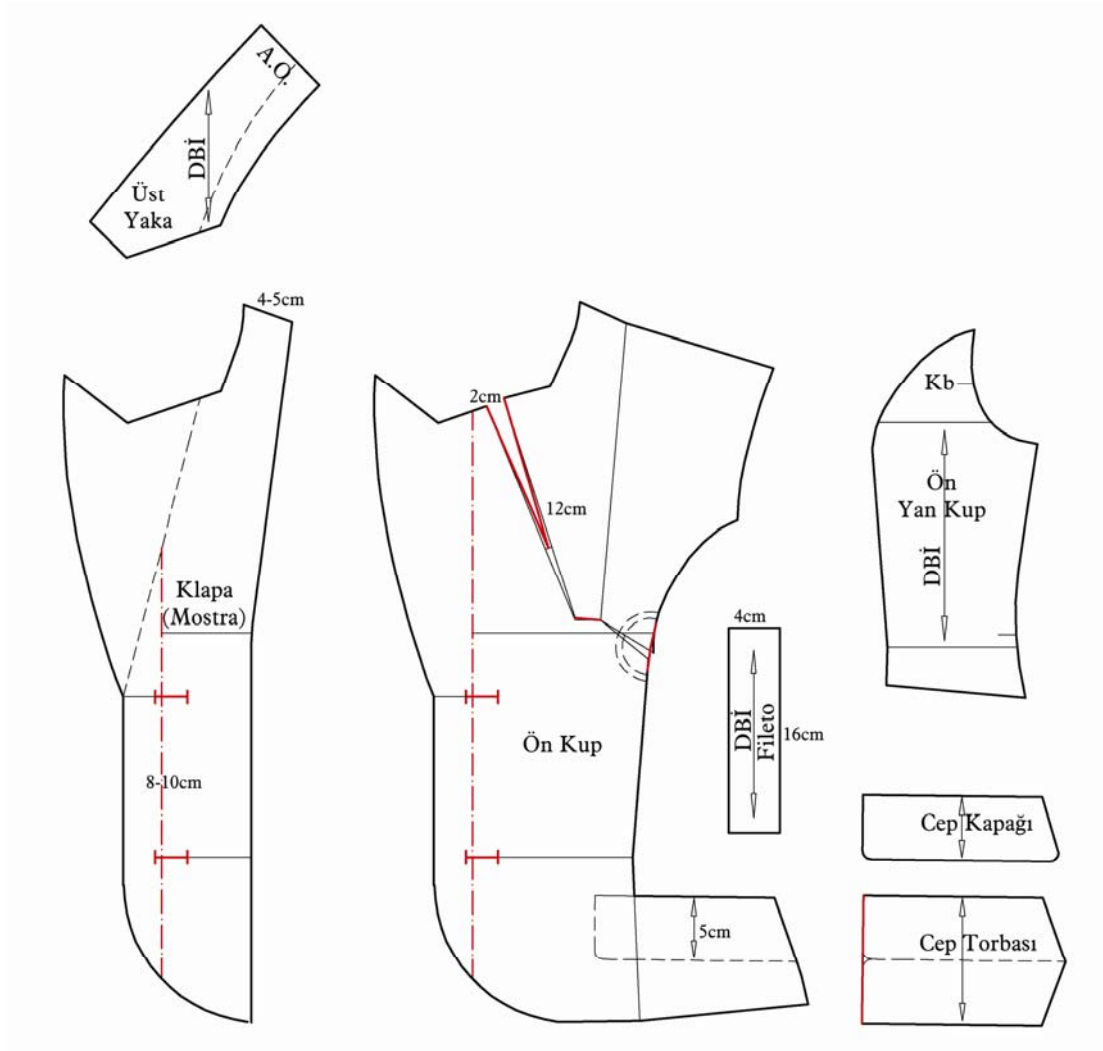 A.O.
DBİ
Üst
Yaka
4-5cm
Klapa
(Mostra)
8-10cm
2cm
12cm
Ön Kup
5cm
4cm
DBİ
Fileto
16cm
Kb
Ön
Yan Kup
DBİ
Cep Kapağı
Cep Torbası